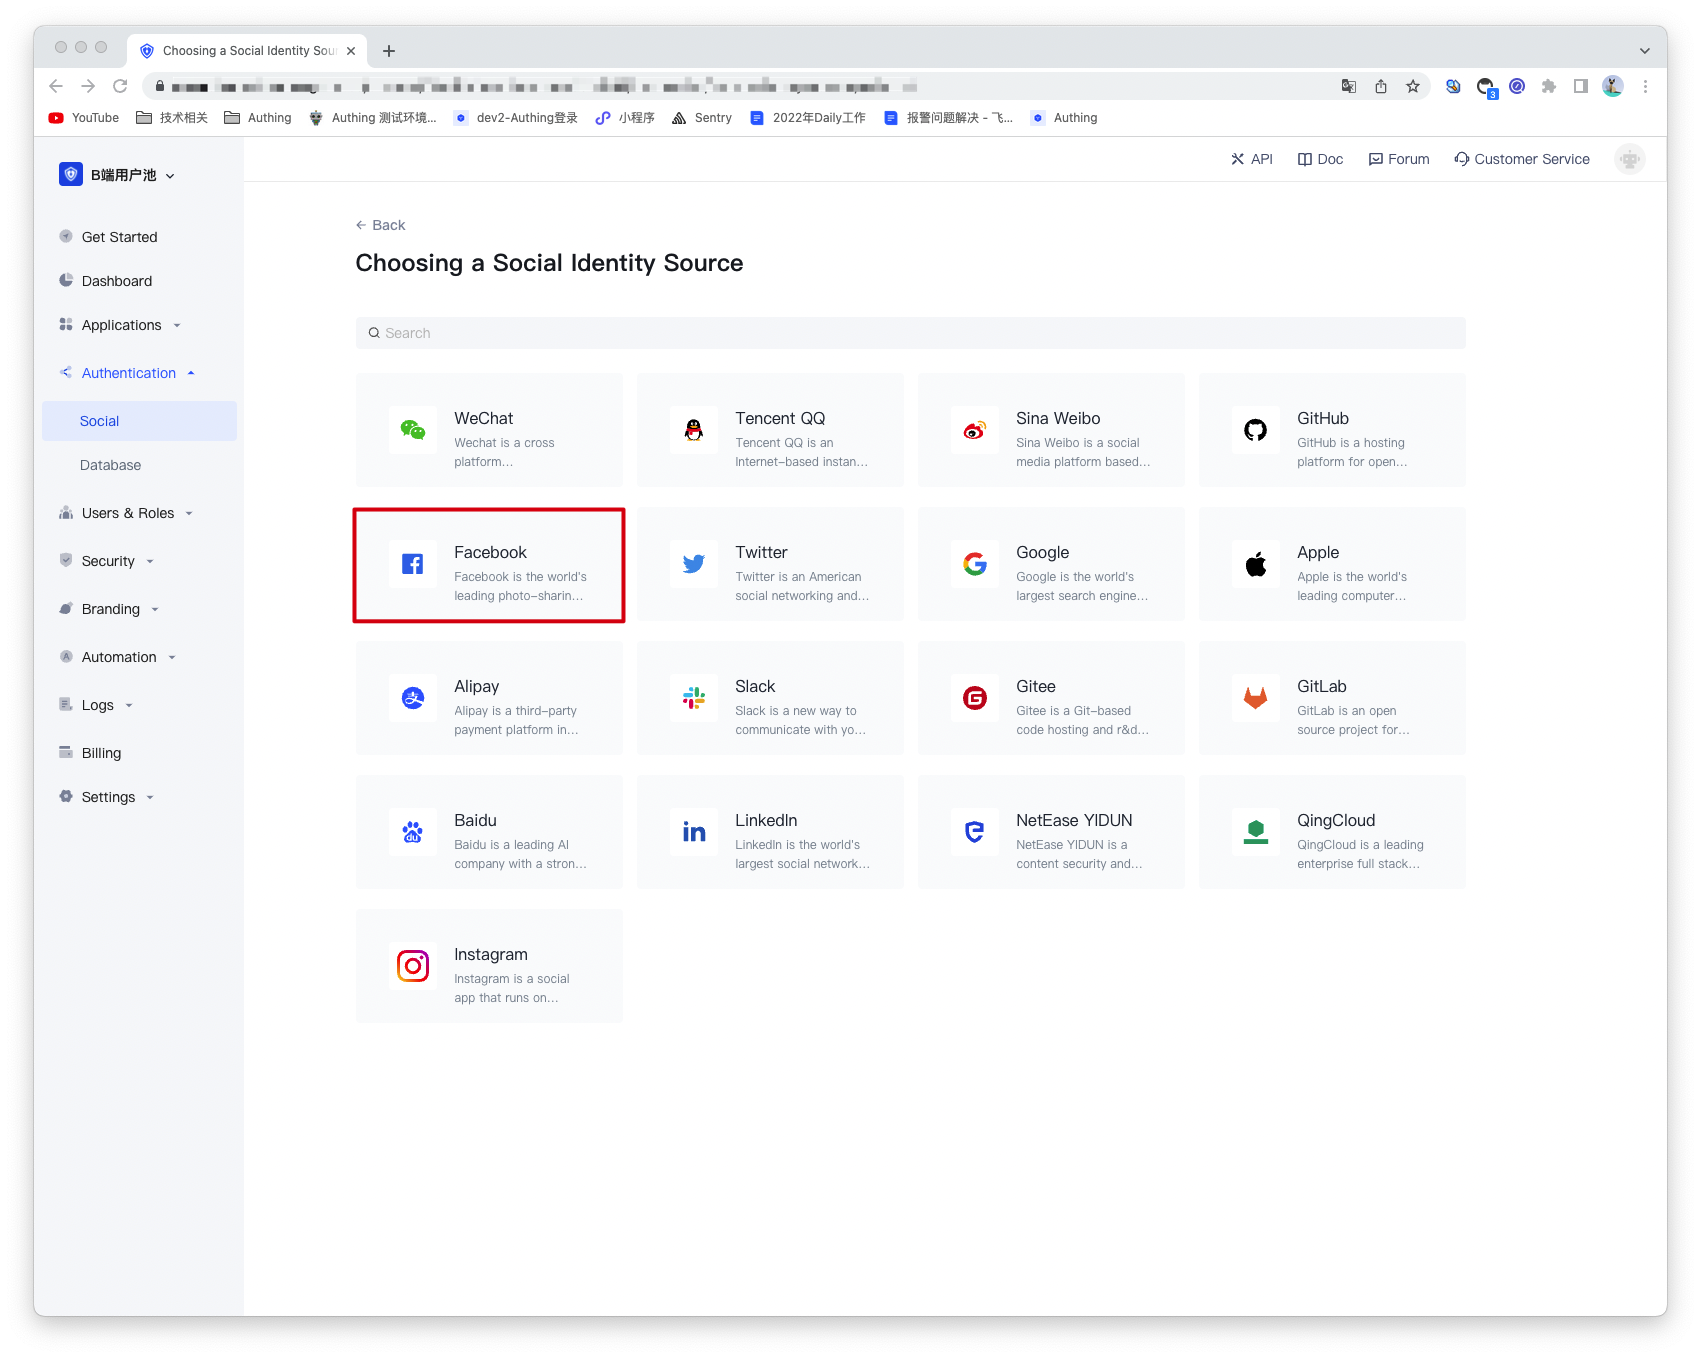 Choosing a Social Identity Sour
YouTube 技术相关 Authing Authing 测试环境... dev2-Authing登录 小程序 Sentry 2022年Daily工作 报警问题解决 - 飞... Authing
3
B端用户池
API Doc Forum Customer Service
Get Started
Dashboard
Applications
Authentication
Social
Database
Users & Roles
Security
Branding
Automation
Logs
Billing
Settings
Back
Choosing a Social Identity Source
Search
WeChat
Wechat is a cross
platform...
Tencent QQ
Tencent QQ is an
Internet-based instan...
Sina Weibo
Sina Weibo is a social
media platform based...
GitHub
GitHub is a hosting
platform for open...
Facebook
Facebook is the world's
leading photo-sharin...
Twitter
Twitter is an American
social networking and...
Google
Google is the world's
largest search engine...
Apple
Apple is the world's
leading computer...
Alipay
Alipay is a third-party
payment platform in...
Slack
Slack is a new way to
communicate with yo...
Gitee
Gitee is a Git-based
code hosting and r&d...
GitLab
GitLab is an open
source project for...
Baidu
Baidu is a leading AI
company with a stron...
LinkedIn
LinkedIn is the world's
largest social network...
NetEase YIDUN
NetEase YIDUN is a
content security and...
QingCloud
QingCloud is a leading
enterprise full stack...
Instagram
Instagram is a social
app that runs on...